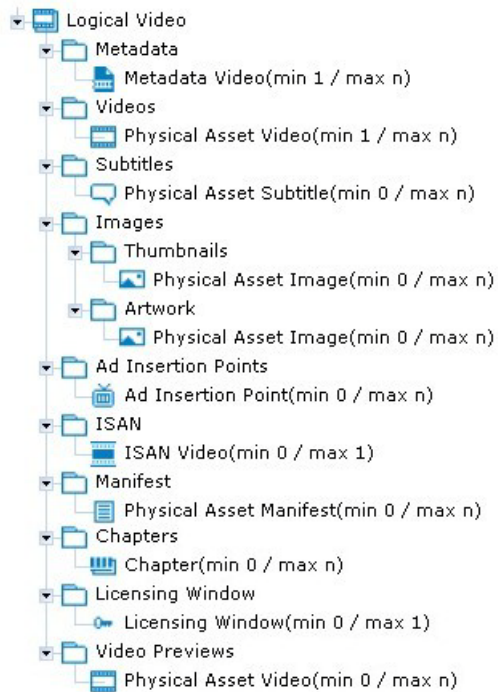 Logical Video
Metadata
Metadata Video(min 1 / max n)
Videos
Physical Asset Video(min 1 / max n)
Subtitles
Physical Asset Subtitle(min 0 / max n)
Images
Thumbnails
Physical Asset Image(min 0 / max n)
Artwork
Physical Asset Image(min 0 / max n)
Ad Insertion Points
Ad Insertion Point(min 0 / max n)
ISAN
ISAN Video(min 0 / max 1)
Manifest
Physical Asset Manifest(min 0 / max n)
Chapters
Chapter(min 0 / max n)
Licensing Window
Licensing Window(min 0 / max 1)
Video Previews
Physical Asset Video(min 0 / max n)